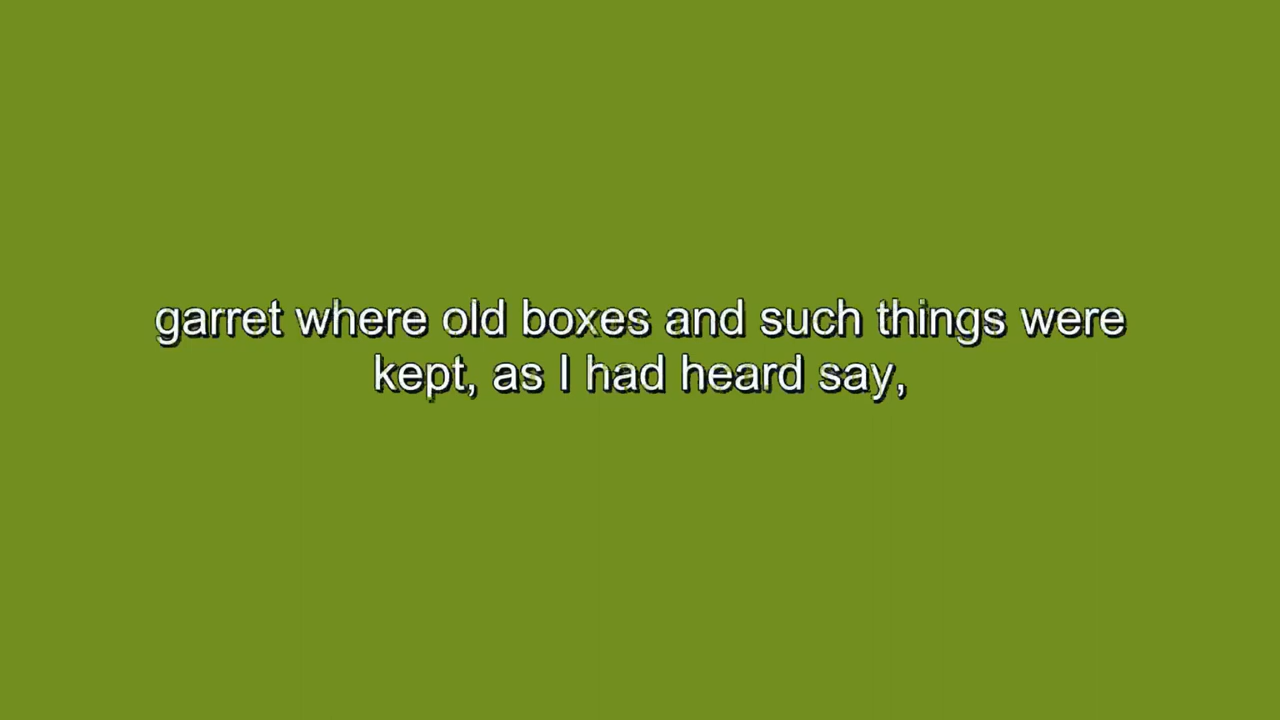 garret where old boxes and such things were
kept, as I had heard say,